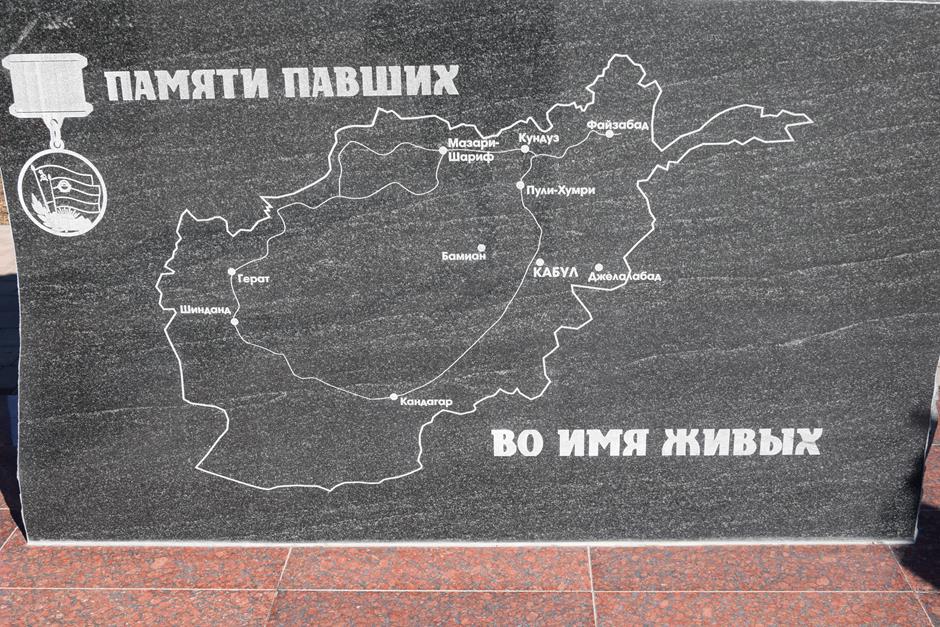 ПАМЯТИ ПАВШИХ
Файзабад
Кундуз
Мазари-
Шариф
Пули-Хумри
Бамиан
КАБУЛ
Джелалабад
Герат
Шинданд
Кандагар
ВО ИМЯ ЖИВЫХ